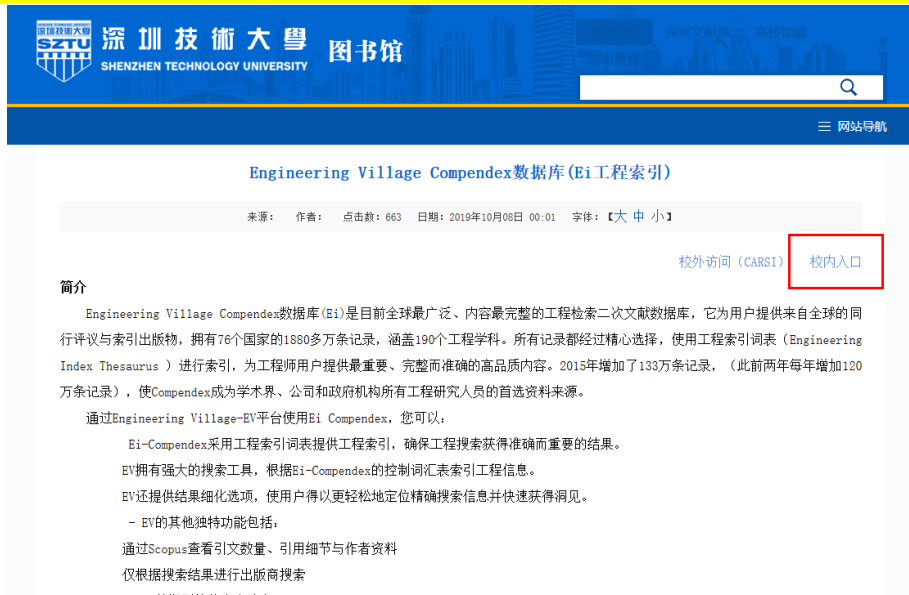 深圳技術大學
SZTU
深圳技術大學
SHENZHEN TECHNOLOGY UNIVERSITY
图书馆
深圳文献港
高校馆藏
站内搜索
三 网站导航
Engineering Village Compendex数据库(Ei工程索引)
来源： 作者： 点击数：663 日期：2019年10月08日 00:01 字体：【大 中 小】
校外访问（CARSI） 校内入口
简介
Engineering Village Compendex数据库(Ei)是目前全球最广泛、内容最完整的工程检索二次文献数据库，它为用户提供来自全球的同
行评议与索引出版物，拥有76个国家的1880多万条记录，涵盖190个工程学科。所有记录都经过精心选择，使用工程索引词表（Engineering
Index Thesaurus ）进行索引，为工程师用户提供最重要、完整而准确的高品质内容。2015年增加了133万条记录，（此前两年每年增加120
万条记录），使Compendex成为学术界、公司和政府机构所有工程研究人员的首选资料来源。
通过Engineering Village-EV平台使用Ei Compendex，您可以：
Ei-Compendex采用工程索引词表提供工程索引，确保工程搜索获得准确而重要的结果。
EV拥有强大的搜索工具，根据Ei-Compendex的控制词汇表索引工程信息。
EV还提供结果细化选项，使用户得以更轻松地定位精确搜索信息并快速获得洞见。
- EV的其他独特功能包括：
通过Scopus查看引文数量、引用细节与作者资料
仅根据搜索结果进行出版商搜索